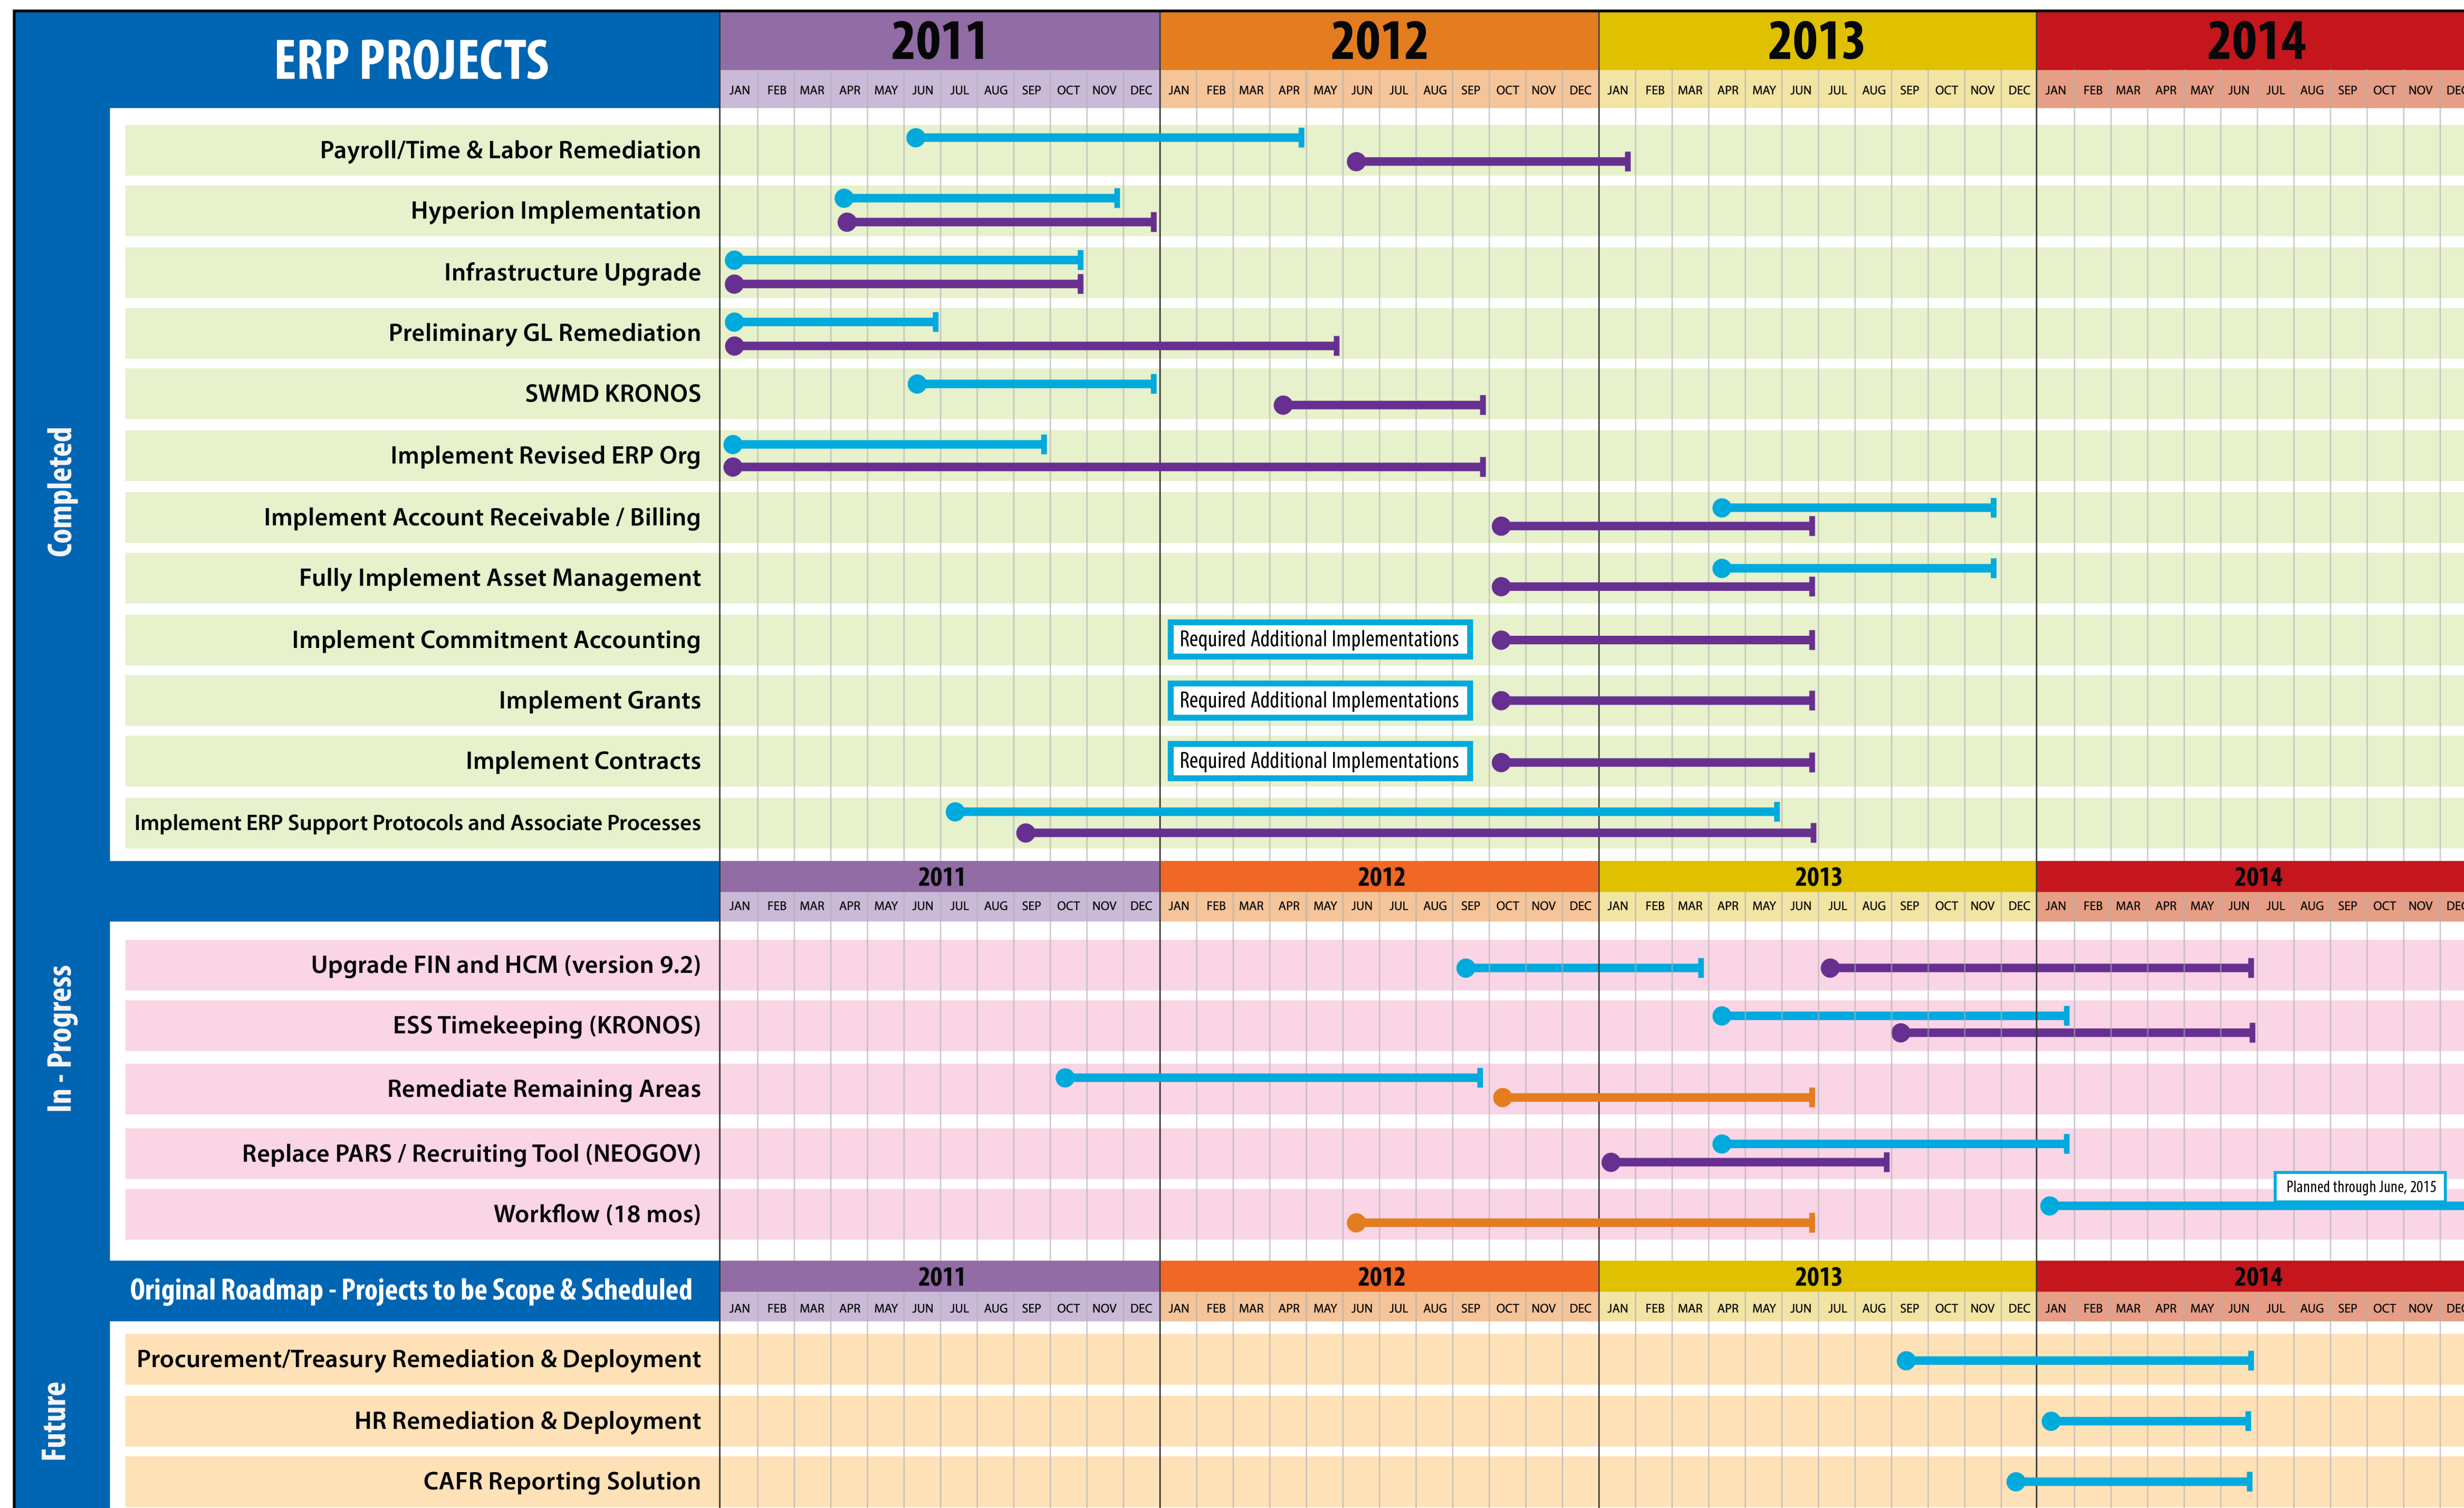 ERP PROJECTS
2011 2012 2013 2014
JAN FEB MAR APR MAY JUN JUL AUG SEP OCT NOV DEC JAN FEB MAR APR MAY JUN JUL AUG SEP OCT NOV DEC JAN FEB MAR APR MAY JUN JUL AUG SEP OCT NOV DEC JAN FEB MAR APR MAY JUN JUL AUG SEP OCT NOV DEC
Completed
Payroll/Time & Labor Remediation
Hyperion Implementation
Infrastructure Upgrade
Preliminary GL Remediation
SWMD KRONOS
Implement Revised ERP Org
Implement Account Receivable / Billing
Fully Implement Asset Management
Implement Commitment Accounting Required Additional Implementations
Implement Grants Required Additional Implementations
Implement Contracts Required Additional Implementations
Implement ERP Support Protocols and Associate Processes
2011 2012 2013 2014
JAN FEB MAR APR MAY JUN JUL AUG SEP OCT NOV DEC JAN FEB MAR APR MAY JUN JUL AUG SEP OCT NOV DEC JAN FEB MAR APR MAY JUN JUL AUG SEP OCT NOV DEC JAN FEB MAR APR MAY JUN JUL AUG SEP OCT NOV DEC
In - Progress
Upgrade FIN and HCM (version 9.2)
ESS Timekeeping (KRONOS)
Remediate Remaining Areas
Replace PARS / Recruiting Tool (NEOGOV)
Planned through June, 2015
Workflow (18 mos)
Original Roadmap - Projects to be Scope & Scheduled
2011 2012 2013 2014
JAN FEB MAR APR MAY JUN JUL AUG SEP OCT NOV DEC JAN FEB MAR APR MAY JUN JUL AUG SEP OCT NOV DEC JAN FEB MAR APR MAY JUN JUL AUG SEP OCT NOV DEC JAN FEB MAR APR MAY JUN JUL AUG SEP OCT NOV DEC
Future
Procurement/Treasury Remediation & Deployment
HR Remediation & Deployment
CAFR Reporting Solution